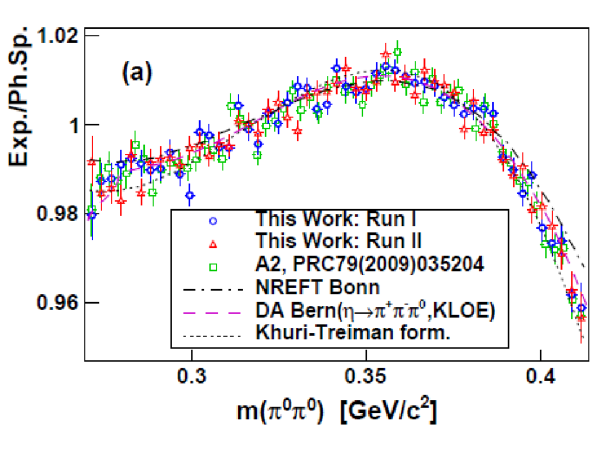 Exp./Ph.Sp.
1.02
1
0.98
0.96
(a)
This Work: Run I
This Work: Run II
A2, PRC79(2009)035204
NREFT Bonn
DA Bern(η→π⁺π⁻π⁰,KLOE)
Khuri-Treiman form.
0.3 0.35 0.4
m(π⁰π⁰) [GeV/c²]